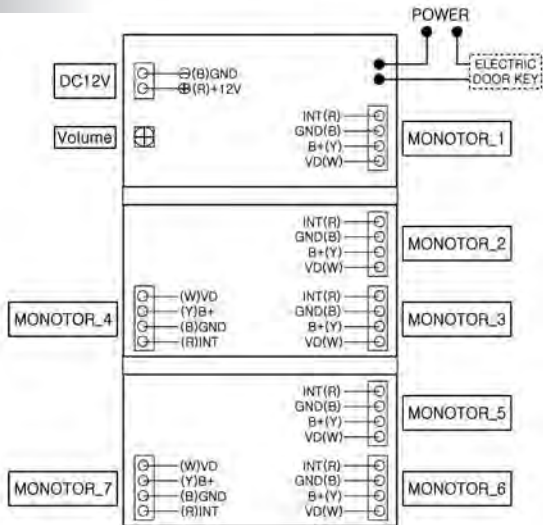 POWER
ELECTRIC
DOOR KEY
DC12V
⊖(B)GND
⊕(R)+12V
Volume
INT(R)
GND(B)
B+(Y)
VD(W)
MONOTOR_1
INT(R)
GND(B)
B+(Y)
VD(W)
MONOTOR_2
MONOTOR_4
(W)VD
(Y)B+
(B)GND
(R)INT
INT(R)
GND(B)
B+(Y)
VD(W)
MONOTOR_3
INT(R)
GND(B)
B+(Y)
VD(W)
MONOTOR_5
MONOTOR_7
(W)VD
(Y)B+
(B)GND
(R)INT
INT(R)
GND(B)
B+(Y)
VD(W)
MONOTOR_6